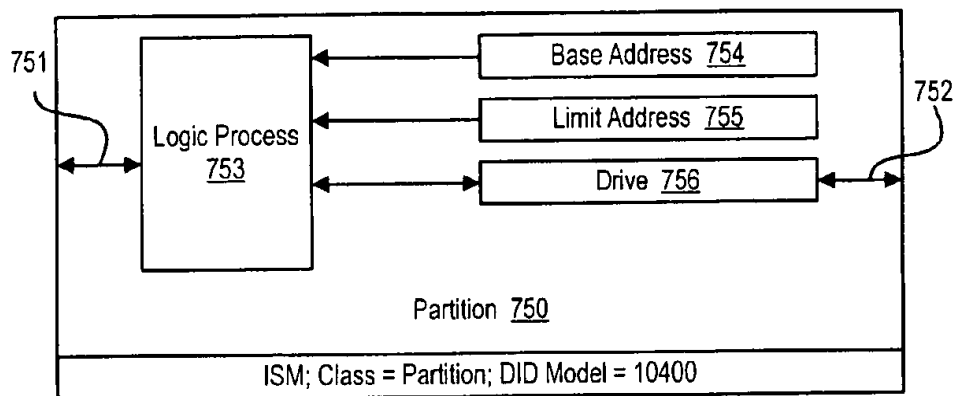 751
Logic Process
753
Base Address 754
Limit Address 755
Drive 756
752
Partition 750
ISM; Class = Partition; DID Model = 10400